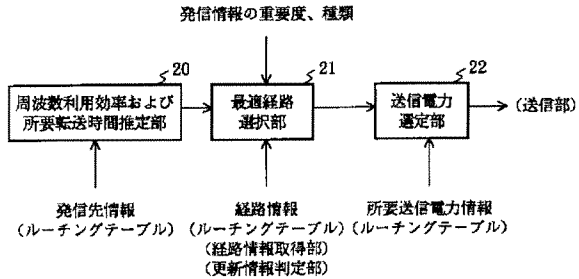 発信情報の重要度、種類
20
周波数利用効率および
所要転送時間推定部
21
最適経路
選択部
22
送信電力
選定部
(送信部)
発信先情報
(ルーチングテーブル)
経路情報
(ルーチングテーブル)
(経路情報取得部)
(更新情報判定部)
所要送信電力情報
(ルーチングテーブル)